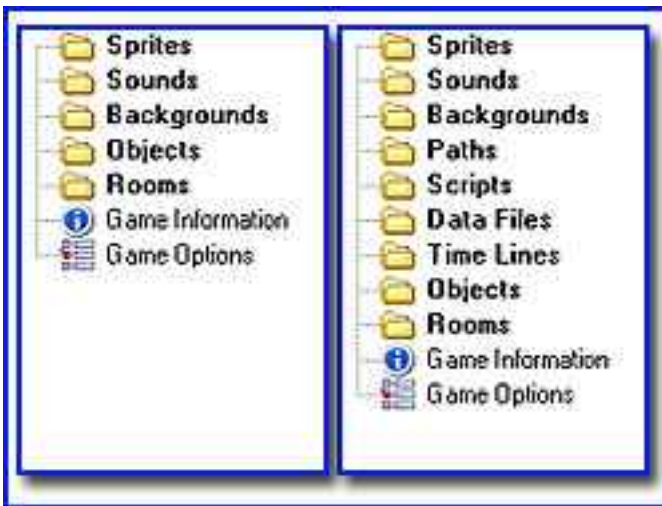 Sprites
Sounds
Backgrounds
Objects
Rooms
Game Information
Game Options
Sprites
Sounds
Backgrounds
Paths
Scripts
Data Files
Time Lines
Objects
Rooms
Game Information
Game Options